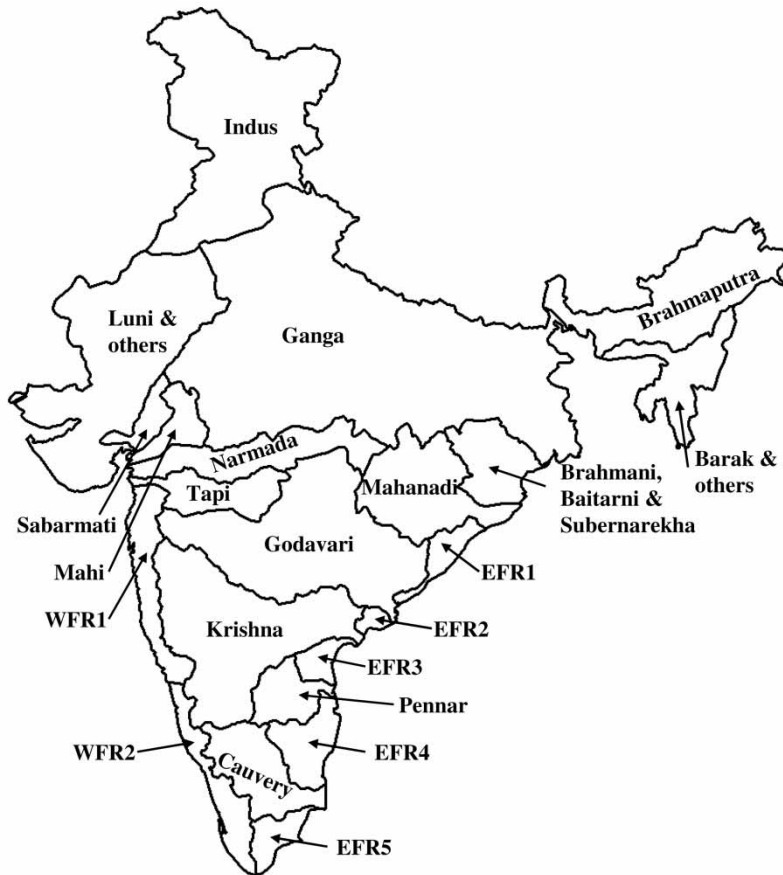 Indus
Brahmaputra
Luni &
others
Ganga
Narmada
Tapi
Mahanadi
Brahmani,
Baitarni &
Subernarekha
Barak &
others
Sabarmati
Mahi
WFR1
Godavari
EFR1
Krishna
EFR2
EFR3
Pennar
WFR2
EFR4
Cauvery
EFR5